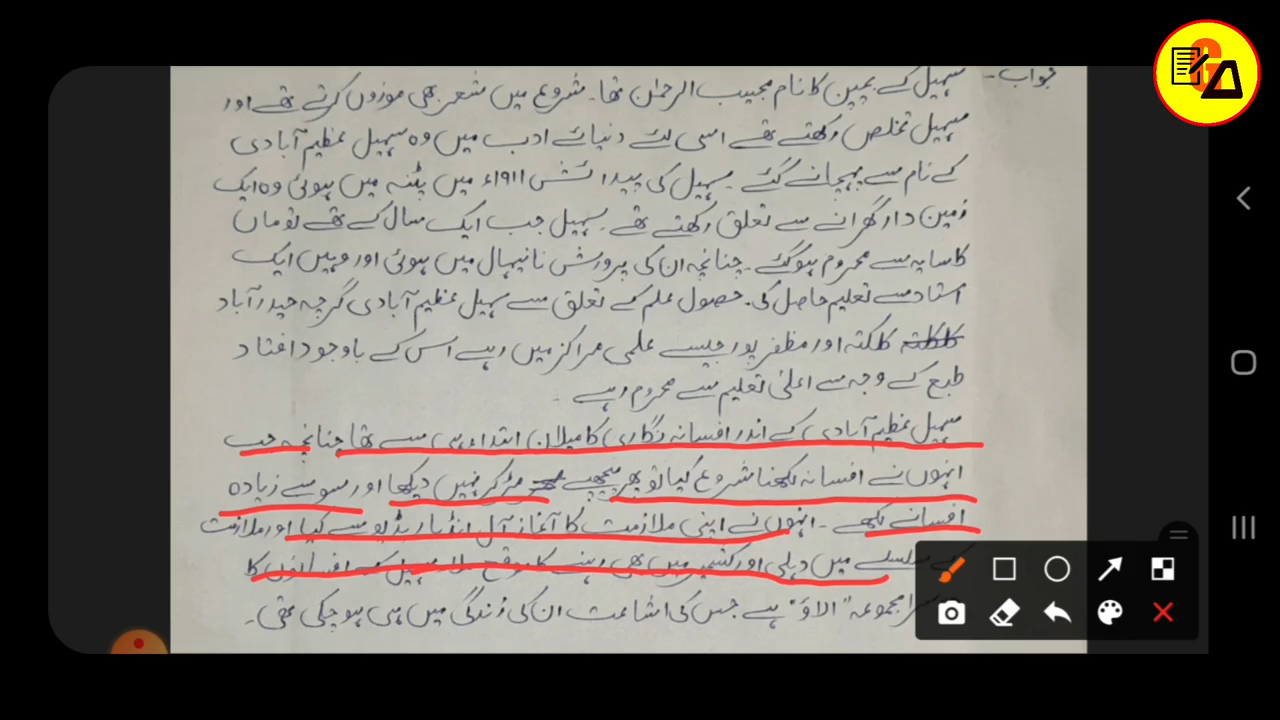 جواب۔ سہیل کے بچپن کا نام مجیب الرحمٰن تھا۔ شروع میں شعر بھی موزوں کرتے تھے اور
سہیل تخلص رکھتے تھے اسی لئے دنیائے ادب میں وہ سہیل عظیم آبادی
کے نام سے پہچانے گئے ۔ سہیل کی پیدائش ۱۹۱۱ء میں پٹنہ میں ہوئی وہ ایک
زمین دار گھرانے سے تعلق رکھتے تھے ۔ سہیل جب ایک سال کے تھے تو ماں
کا سایہ سے محروم ہو گئے ۔ چنانچہ ان کی پرورش نانیہال میں ہوئی اور وہیں ایک
استاد سے تعلیم حاصل کی ۔ حصول علم کے تعلق سے سہیل عظیم آبادی گرچہ حیدرآباد
کلکتہ کلکتہ اور مظفر پور جیسے علمی مراکز میں رہے اس کے باوجود افتاد
طبع کے وجہ سے اعلیٰ تعلیم سے محروم رہے ۔
سہیل عظیم آبادی کے اندر افسانہ نگاری کا میلان ابتداء ہی سے تھا چنانچہ جب
انہوں نے افسانہ لکھنا شروع کیا تو پھر پیچھے مڑ کر نہیں دیکھا اور سو سے زیادہ
افسانے لکھے ۔ انہوں نے اپنی ملازمت کا آغاز آل انڈیا ریڈیو سے کیا اور ملازمت
کے سلسلے میں دہلی اور کشمیر میں بھی رہنے کا موقع ملا سہیل کے افسانوں کا
مجموعہ "الاؤ" ہے جس کی اشاعت ان کی زندگی میں ہی ہو چکی تھی ۔